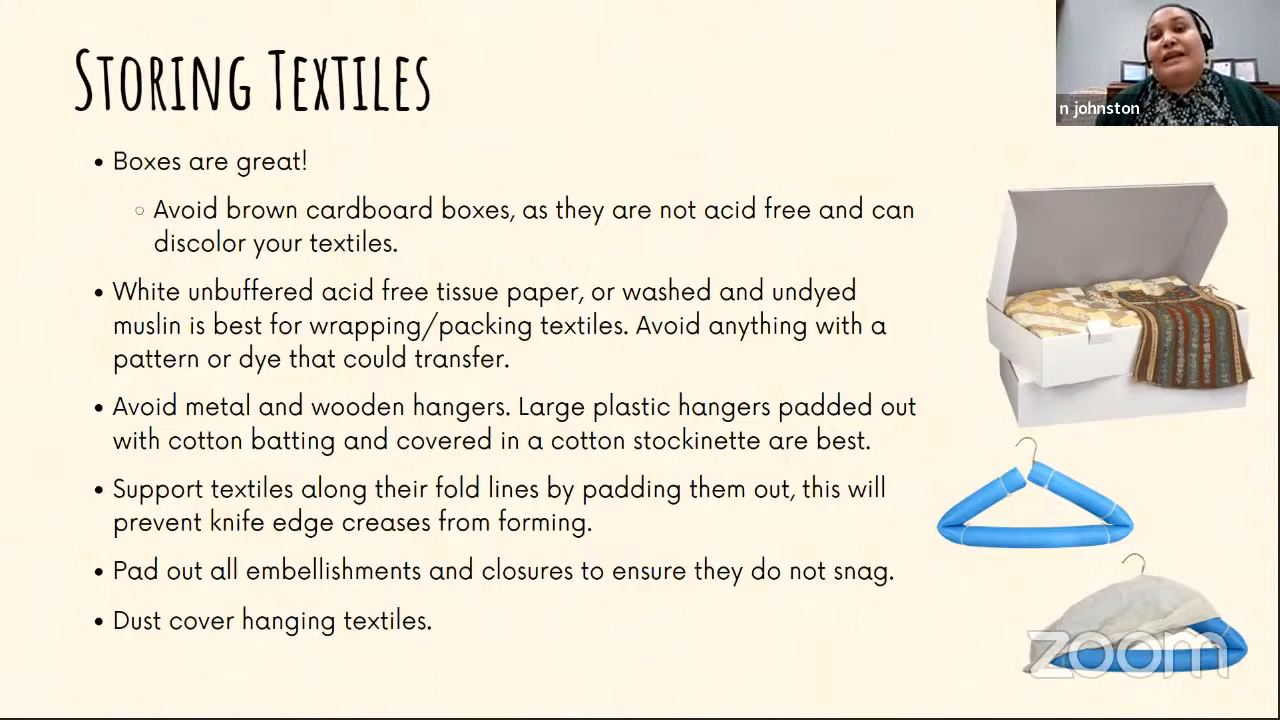 Storing Textiles
n johnston
• Boxes are great!
○ Avoid brown cardboard boxes, as they are not acid free and can
discolor your textiles.
• White unbuffered acid free tissue paper, or washed and undyed
muslin is best for wrapping/packing textiles. Avoid anything with a
pattern or dye that could transfer.
• Avoid metal and wooden hangers. Large plastic hangers padded out
with cotton batting and covered in a cotton stockinette are best.
• Support textiles along their fold lines by padding them out, this will
prevent knife edge creases from forming.
• Pad out all embellishments and closures to ensure they do not snag.
• Dust cover hanging textiles.
zoom